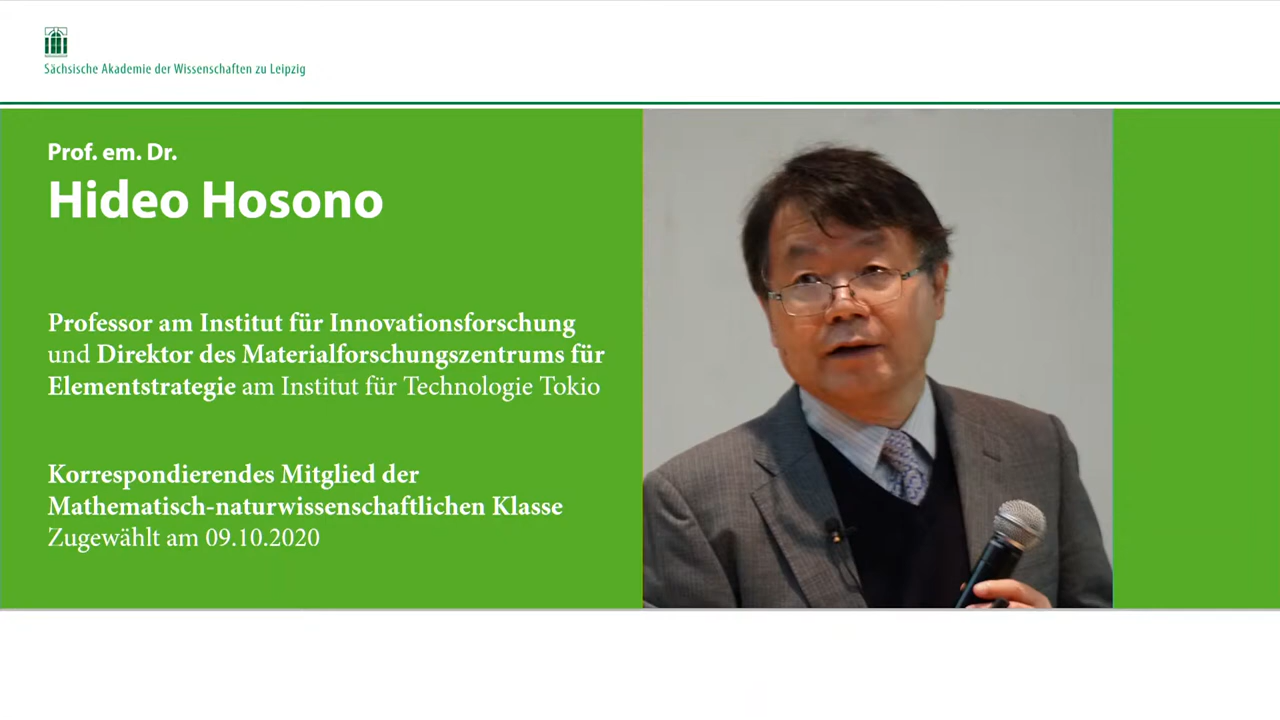 Sächsische Akademie der Wissenschaften zu Leipzig
Prof. em. Dr.
Hideo Hosono
Professor am Institut für Innovationsforschung
und Direktor des Materialforschungszentrums für
Elementstrategie am Institut für Technologie Tokio
Korrespondierendes Mitglied der
Mathematisch-naturwissenschaftlichen Klasse
Zugewählt am 09.10.2020